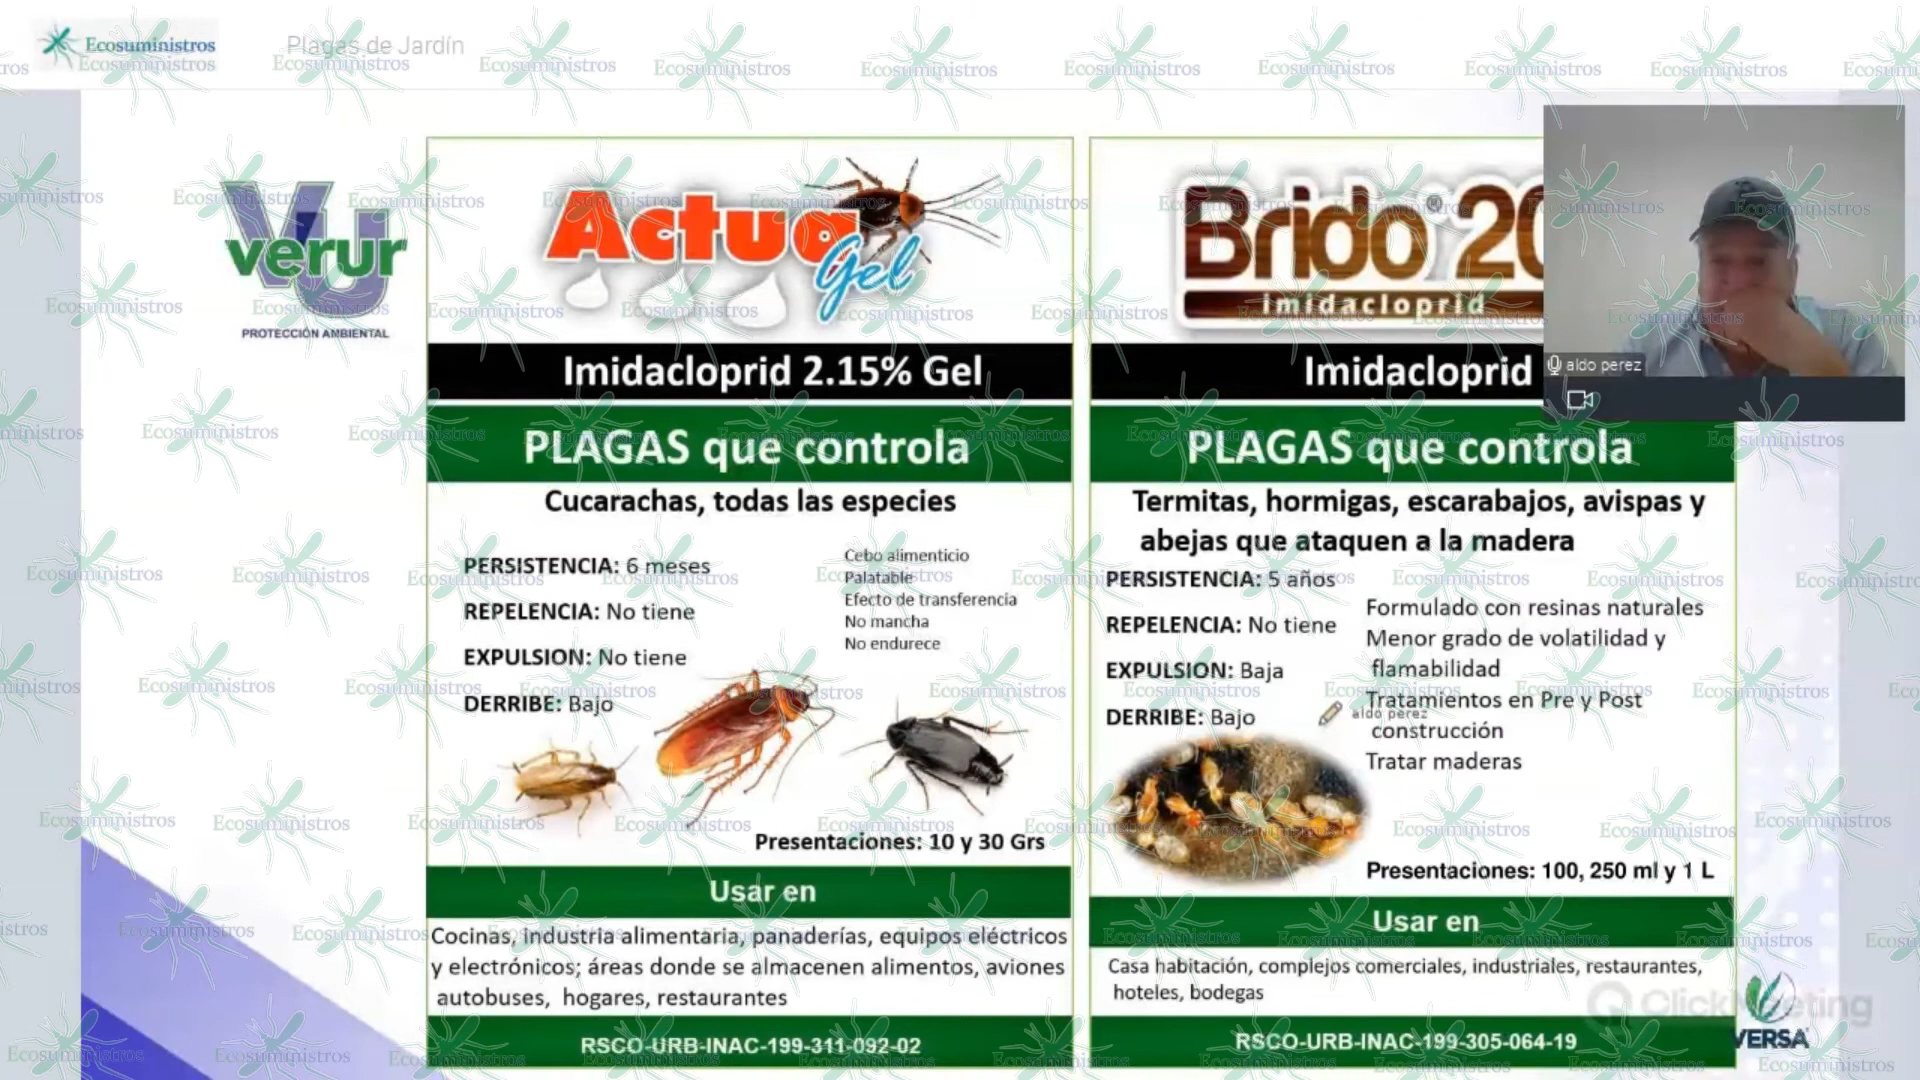 Ecosuministros
Plagas de Jardín
verur
PROTECCIÓN AMBIENTAL
Actua
Gel
Imidacloprid 2.15% Gel
PLAGAS que controla
Cucarachas, todas las especies
PERSISTENCIA: 6 meses
REPELENCIA: No tiene
EXPULSION: No tiene
DERRIBE: Bajo
Cebo alimenticio
Palatable
Efecto de transferencia
No mancha
No endurece
Presentaciones: 10 y 30 Grs
Usar en
Cocinas, industria alimentaria, panaderías, equipos eléctricos
y electrónicos; áreas donde se almacenen alimentos, aviones
autobuses, hogares, restaurantes
RSCO-URB-INAC-199-311-092-02
Brido® 20
imidacloprid
Imidacloprid
PLAGAS que controla
Termitas, hormigas, escarabajos, avispas y
abejas que ataquen a la madera
PERSISTENCIA: 5 años
REPELENCIA: No tiene
EXPULSION: Baja
DERRIBE: Bajo
Formulado con resinas naturales
Menor grado de volatilidad y
flamabilidad
Tratamientos en Pre y Post
construcción
Tratar maderas
aldo perez
Presentaciones: 100, 250 ml y 1 L
Usar en
Casa habitación, complejos comerciales, industriales, restaurantes,
hoteles, bodegas
RSCO-URB-INAC-199-305-064-19
aldo perez
ClickMeeting
VERSA